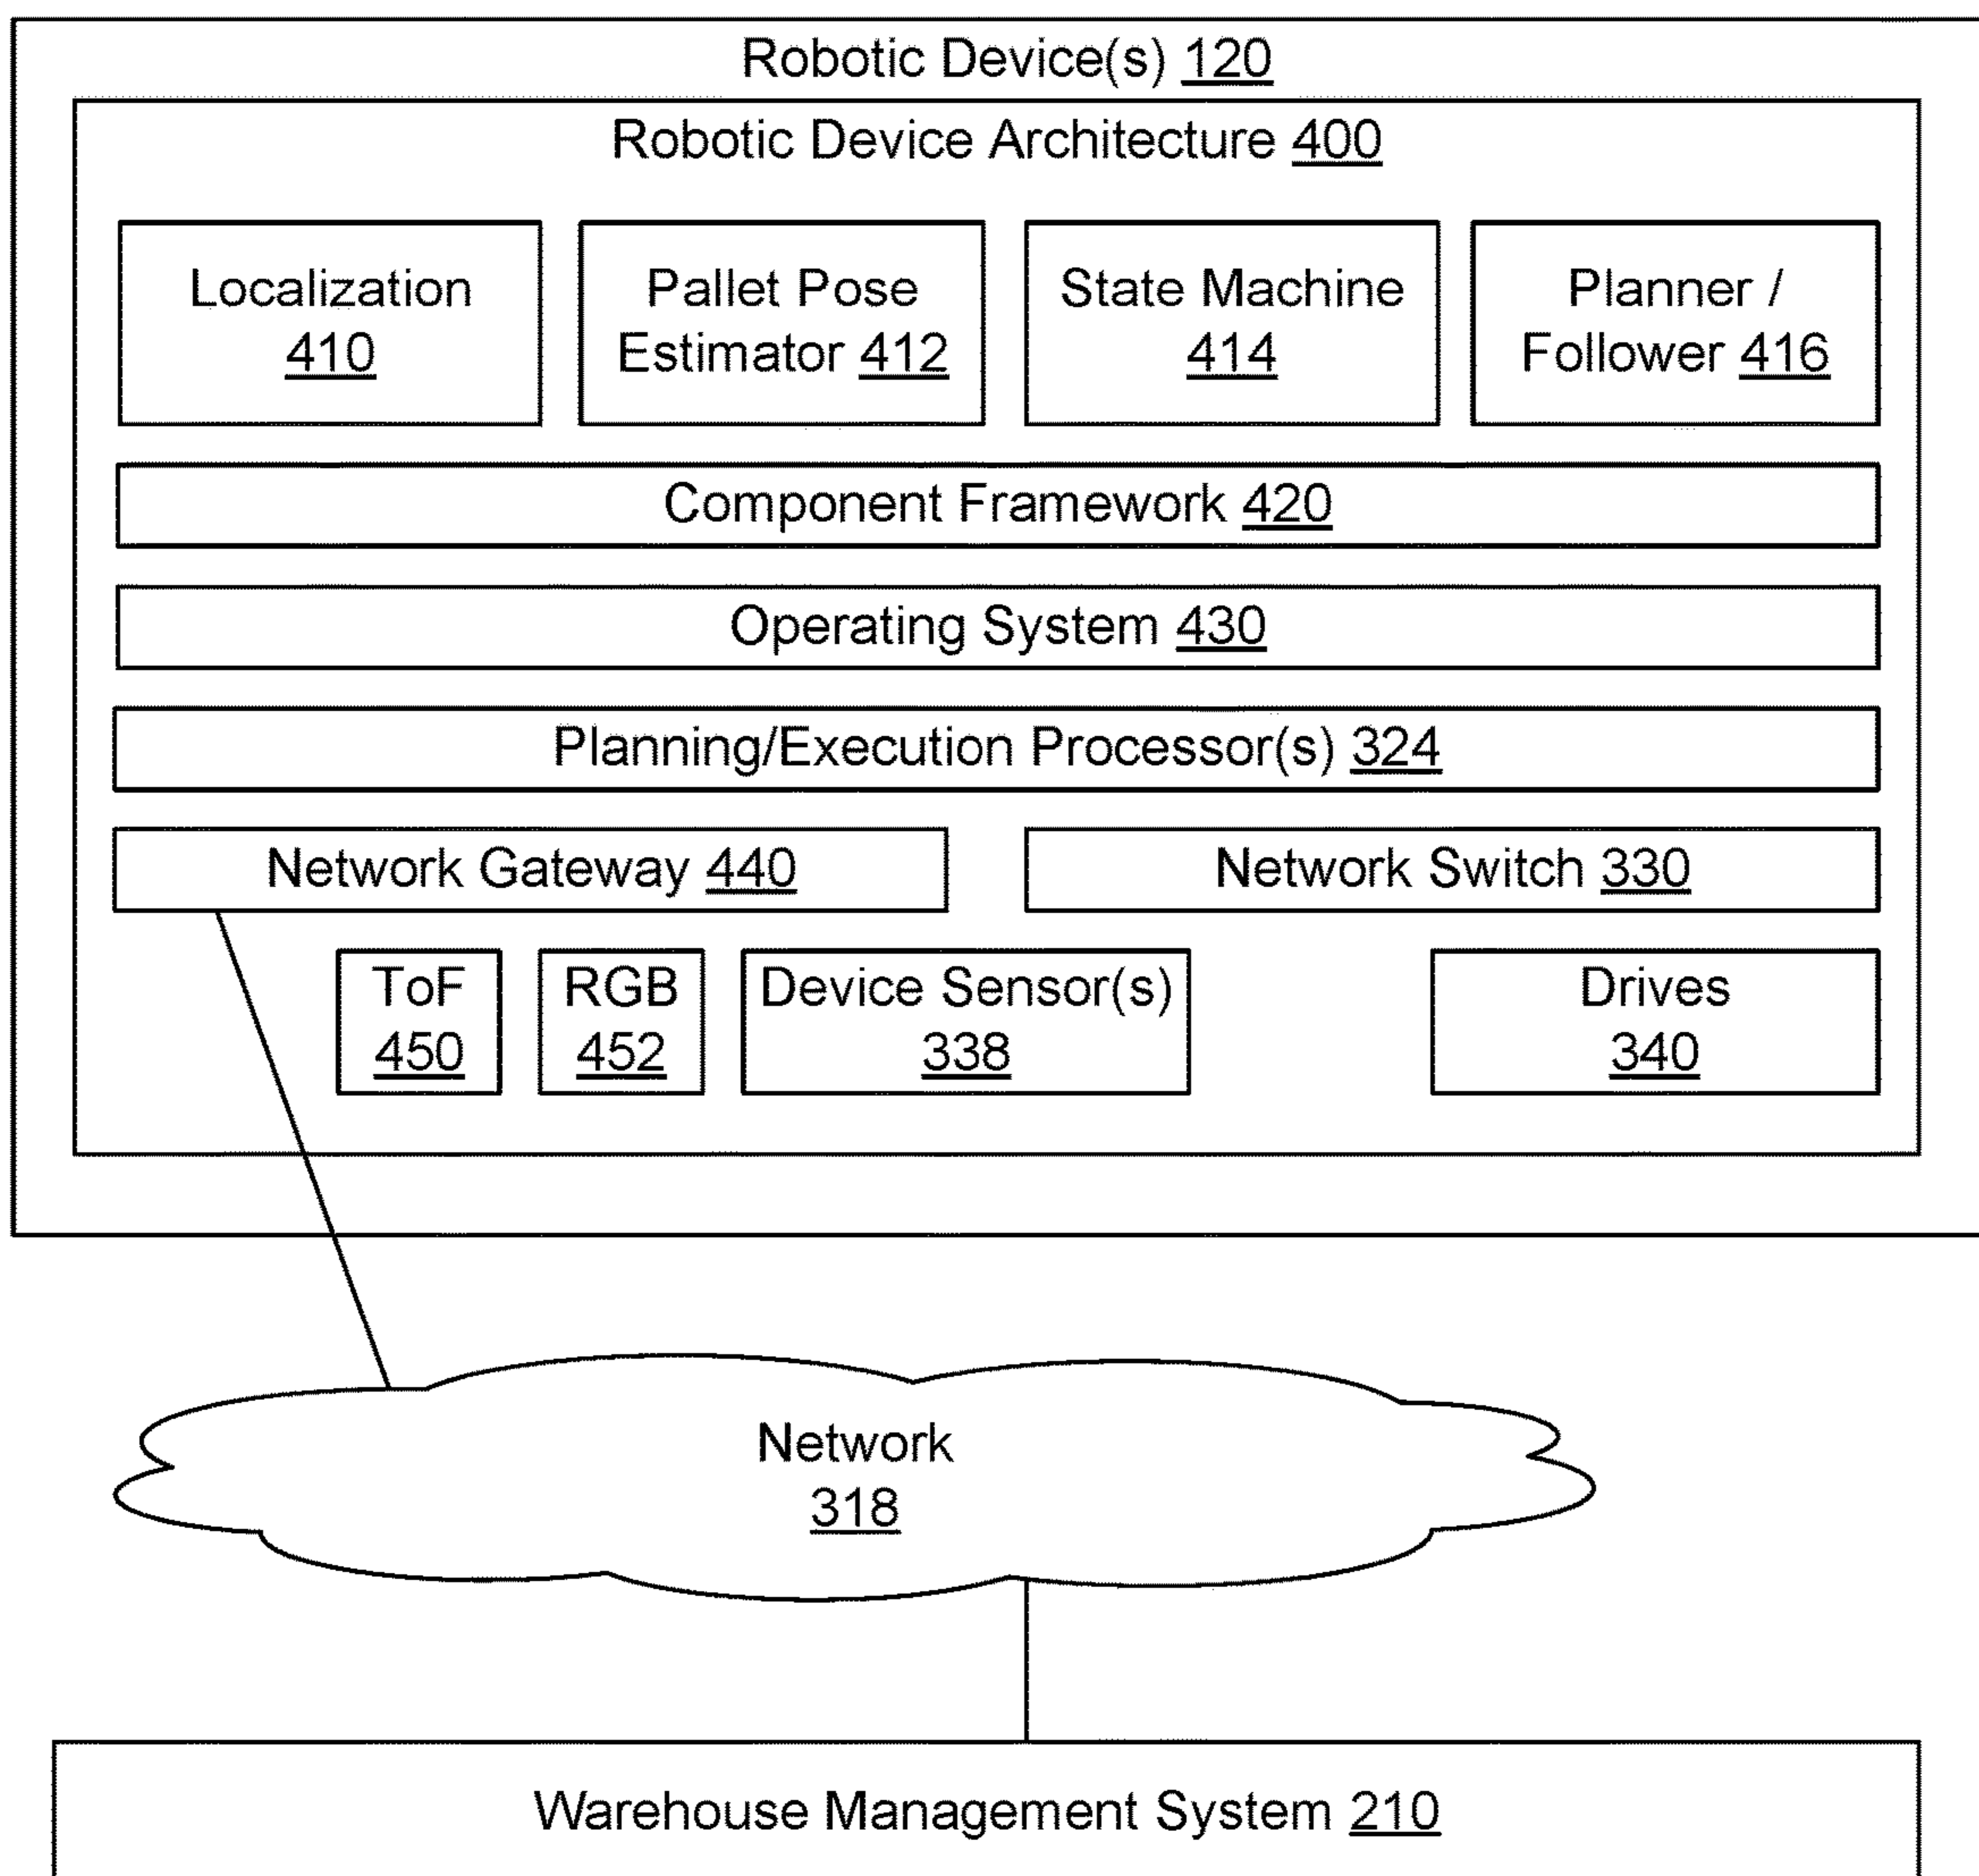 Robotic Device(s) 120
Robotic Device Architecture 400
Localization
410
Pallet Pose
Estimator 412
State Machine
414
Planner /
Follower 416
Component Framework 420
Operating System 430
Planning/Execution Processor(s) 324
Network Gateway 440
Network Switch 330
ToF
450
RGB
452
Device Sensor(s)
338
Drives
340
Network
318
Warehouse Management System 210